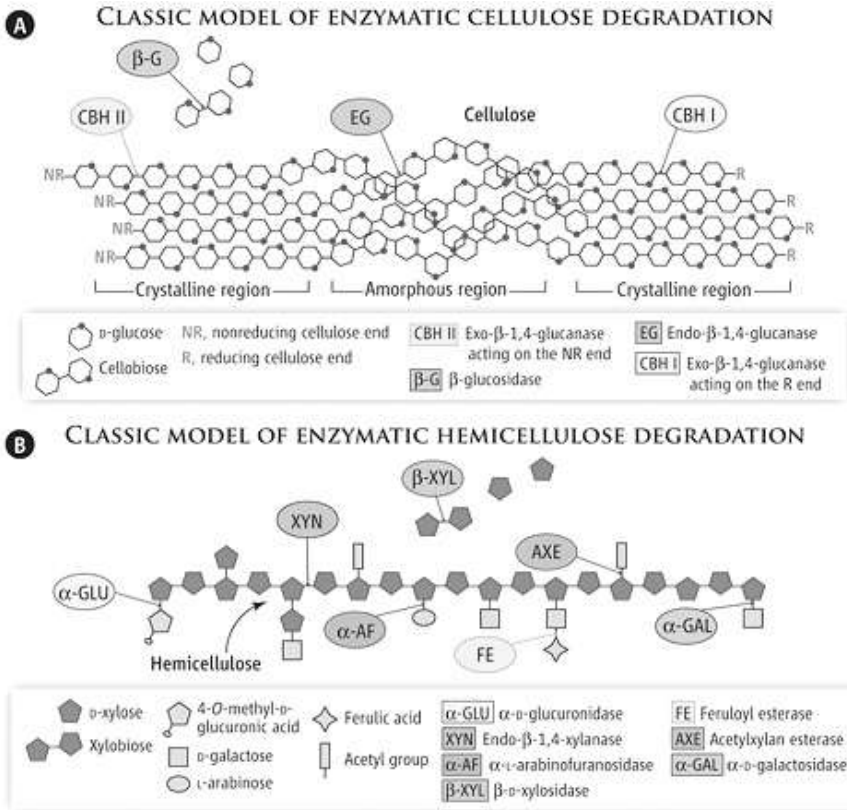 A CLASSIC MODEL OF ENZYMATIC CELLULOSE DEGRADATION
β-G
CBH II
EG
Cellulose
CBH I
NR
R
NR
R
NR
R
NR
R
Crystalline region
Amorphous region
Crystalline region
D-glucose
Cellobiose
NR, nonreducing cellulose end
R, reducing cellulose end
CBH II Exo-β-1,4-glucanase
acting on the NR end
β-G β-glucosidase
EG Endo-β-1,4-glucanase
CBH I Exo-β-1,4-glucanase
acting on the R end
B CLASSIC MODEL OF ENZYMATIC HEMICELLULOSE DEGRADATION
β-XYL
XYN
AXE
α-GLU
α-AF
α-GAL
FE
Hemicellulose
D-xylose
Xylobiose
4-O-methyl-D-
glucuronic acid
D-galactose
L-arabinose
Ferulic acid
Acetyl group
α-GLU α-D-glucuronidase
XYN Endo-β-1,4-xylanase
α-AF α-L-arabinofuranosidase
β-XYL β-D-xylosidase
FE Feruloyl esterase
AXE Acetylxylan esterase
α-GAL α-D-galactosidase